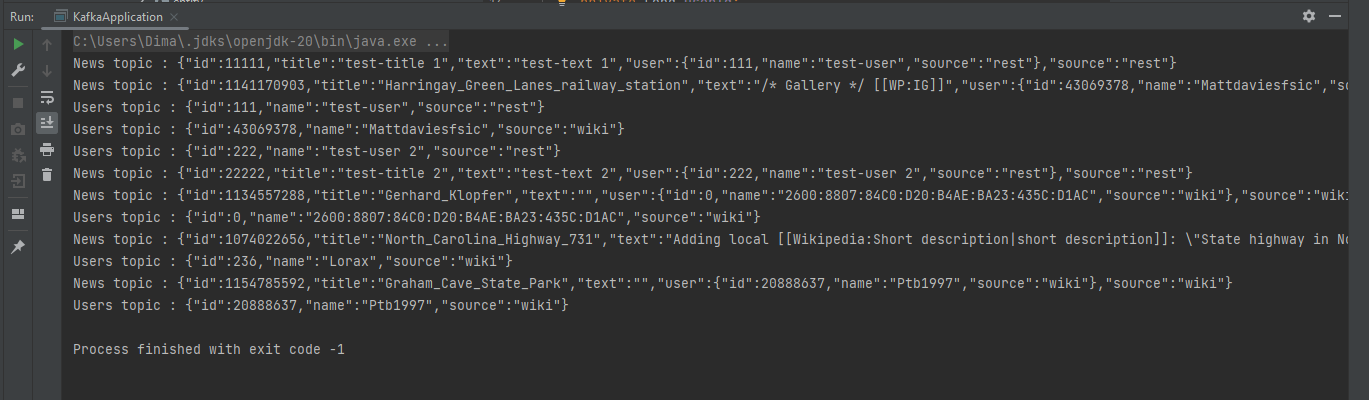 Run: KafkaApplication
C:\Users\Dima\.jdks\openjdk-20\bin\java.exe ...
News topic : {"id":11111,"title":"test-title 1","text":"test-text 1","user":{"id":111,"name":"test-user","source":"rest"},"source":"rest"}
News topic : {"id":1141170903,"title":"Harringay_Green_Lanes_railway_station","text":"/* Gallery */ [[WP:IG]]","user":{"id":43069378,"name":"Mattdaviesfsic","so
Users topic : {"id":111,"name":"test-user","source":"rest"}
Users topic : {"id":43069378,"name":"Mattdaviesfsic","source":"wiki"}
Users topic : {"id":222,"name":"test-user 2","source":"rest"}
News topic : {"id":22222,"title":"test-title 2","text":"test-text 2","user":{"id":222,"name":"test-user 2","source":"rest"},"source":"rest"}
News topic : {"id":1134557288,"title":"Gerhard_Klopfer","text":"","user":{"id":0,"name":"2600:8807:84C0:D20:B4AE:BA23:435C:D1AC","source":"wiki"},"source":"wiki
Users topic : {"id":0,"name":"2600:8807:84C0:D20:B4AE:BA23:435C:D1AC","source":"wiki"}
News topic : {"id":1074022656,"title":"North_Carolina_Highway_731","text":"Adding local [[Wikipedia:Short description|short description]]: \"State highway in No
Users topic : {"id":236,"name":"Lorax","source":"wiki"}
News topic : {"id":1154785592,"title":"Graham_Cave_State_Park","text":"","user":{"id":20888637,"name":"Ptb1997","source":"wiki"},"source":"wiki"}
Users topic : {"id":20888637,"name":"Ptb1997","source":"wiki"}
Process finished with exit code -1